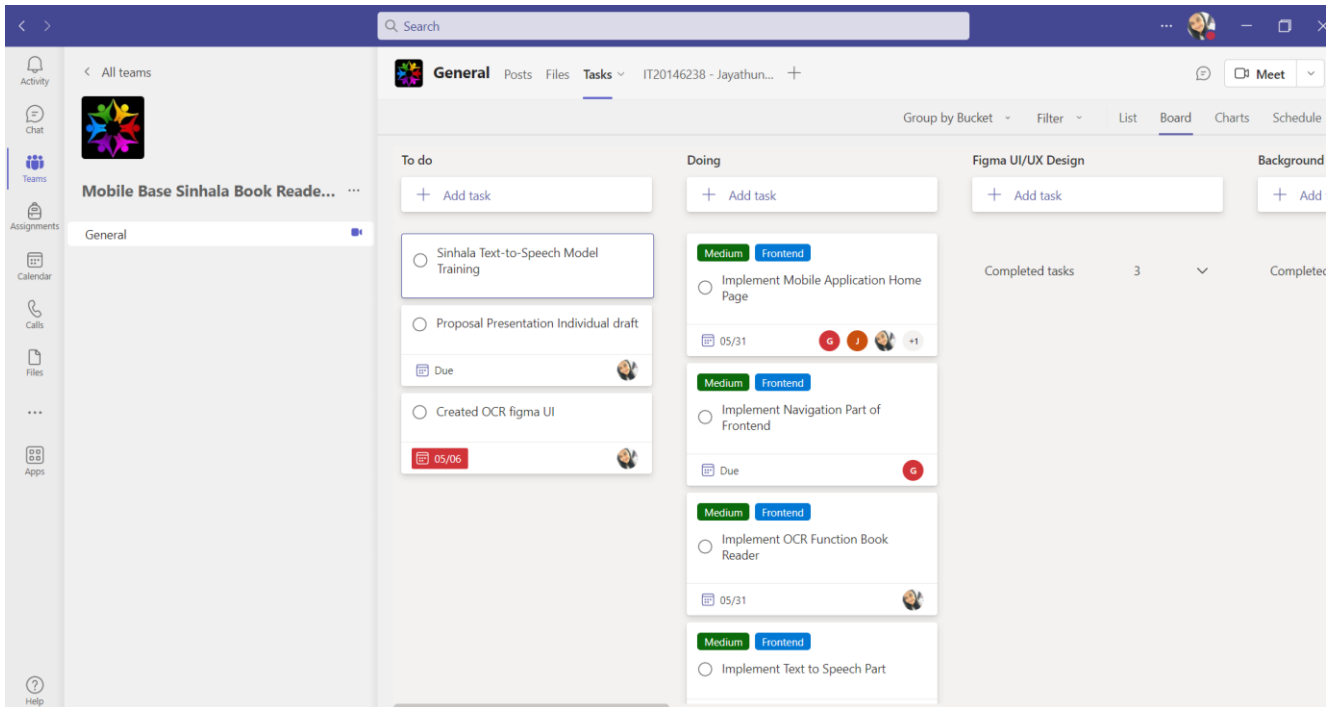 Search
Activity
Chat
Teams
Assignments
Calendar
Calls
Files
Apps
Help
All teams
Mobile Base Sinhala Book Reade...
General
General
Posts
Files
Tasks
IT20146238 - Jayathun...
Meet
Group by Bucket
Filter
List
Board
Charts
Schedule
To do
Add task
Sinhala Text-to-Speech Model
Training
Proposal Presentation Individual draft
Due
Created OCR figma UI
05/06
Doing
Add task
Medium Frontend
Implement Mobile Application Home
Page
05/31
G J +1
Medium Frontend
Implement Navigation Part of
Frontend
Due
G
Medium Frontend
Implement OCR Function Book
Reader
05/31
Medium Frontend
Implement Text to Speech Part
Figma UI/UX Design
Add task
Completed tasks 3
Background
Add
Completed